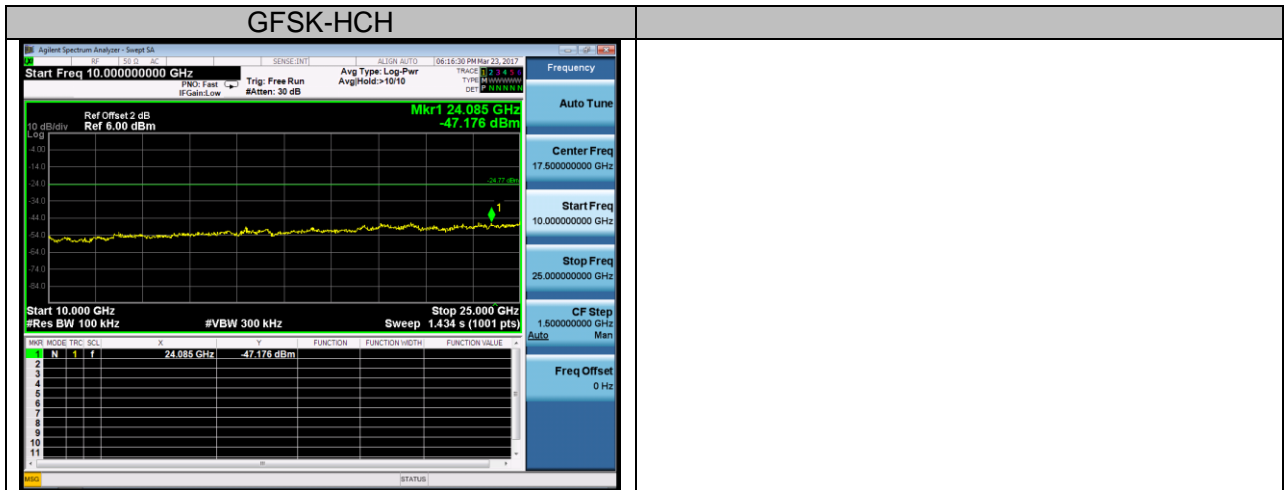 GFSK-HCH
Agilent Spectrum Analyzer - Swept SA
RF 50 Ω AC SENSE:INT ALIGN AUTO 06:16:30 PM Mar 23, 2017
Start Freq 10.000000000 GHz
PNO: Fast
IFGain:Low
Trig: Free Run
#Atten: 30 dB
Avg Type: Log-Pwr
Avg|Hold:>10/10
TRACE 1 2 3 4 5 6
TYPE M WWWWW
DET P N N N N N
Ref Offset 2 dB
Ref 6.00 dBm
10 dB/div
Log
Mkr1 24.085 GHz
-47.176 dBm
-4.00
-14.0
-24.0
-24.77 dBm
-34.0
1
-44.0
-54.0
-64.0
-74.0
-84.0
Start 10.000 GHz
#Res BW 100 kHz
#VBW 300 kHz
Stop 25.000 GHz
Sweep 1.434 s (1001 pts)
MKR MODE TRC SCL X Y FUNCTION FUNCTION WIDTH FUNCTION VALUE
1 N 1 f 24.085 GHz -47.176 dBm
2
3
4
5
6
7
8
9
10
11
MSG
STATUS
Frequency
Auto Tune
Center Freq
17.500000000 GHz
Start Freq
10.000000000 GHz
Stop Freq
25.000000000 GHz
CF Step
1.500000000 GHz
Auto Man
Freq Offset
0 Hz